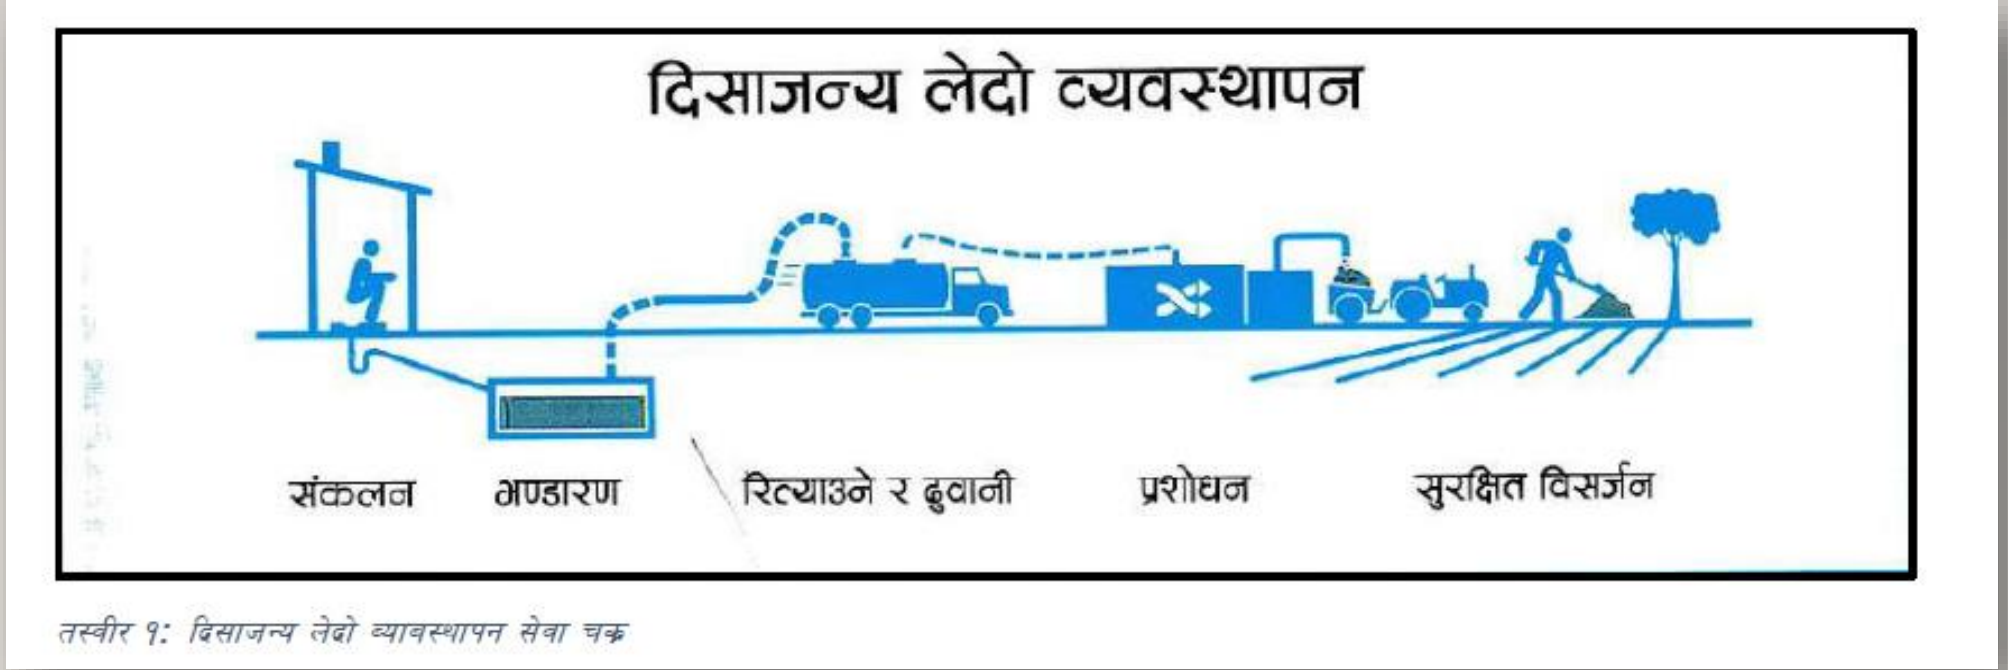 दिसाजन्य लेदो व्यवस्थापन
संकलन भण्डारण रित्याउने र ढुवानी प्रशोधन सुरक्षित विसर्जन
तस्वीर १: दिसाजन्य लेदो व्यावस्थापन सेवा चक्र